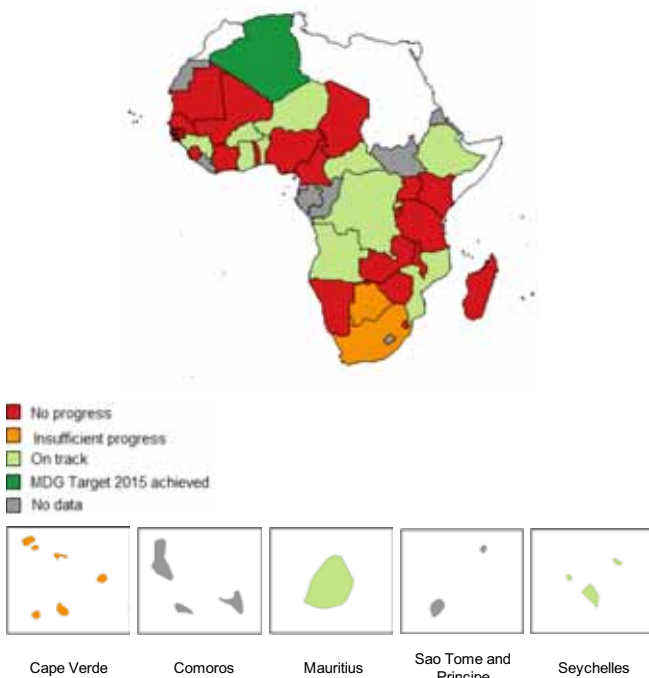 No progress
Insufficient progress
On track
MDG Target 2015 achieved
No data
Cape Verde
Comoros
Mauritius
Sao Tome and
Principe
Seychelles